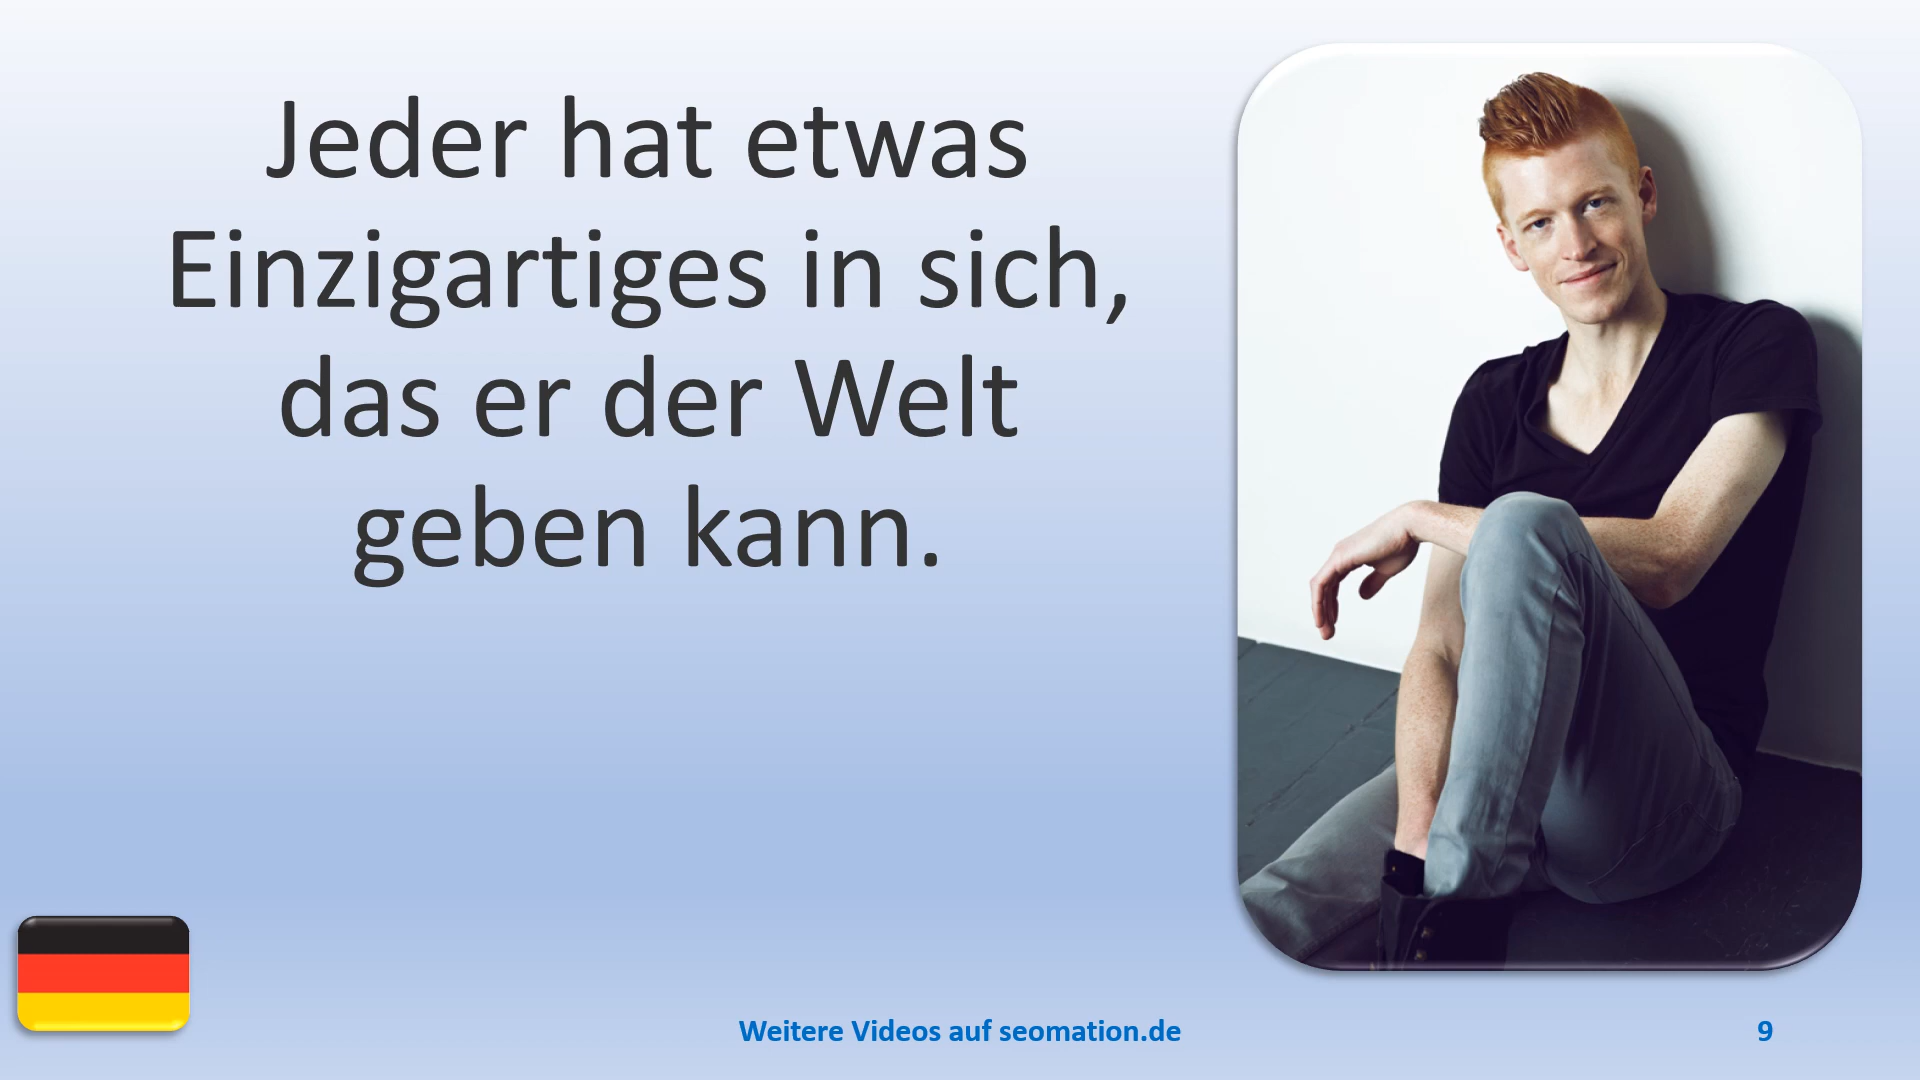 Jeder hat etwas
Einzigartiges in sich,
das er der Welt
geben kann.
Weitere Videos auf seomation.de
9